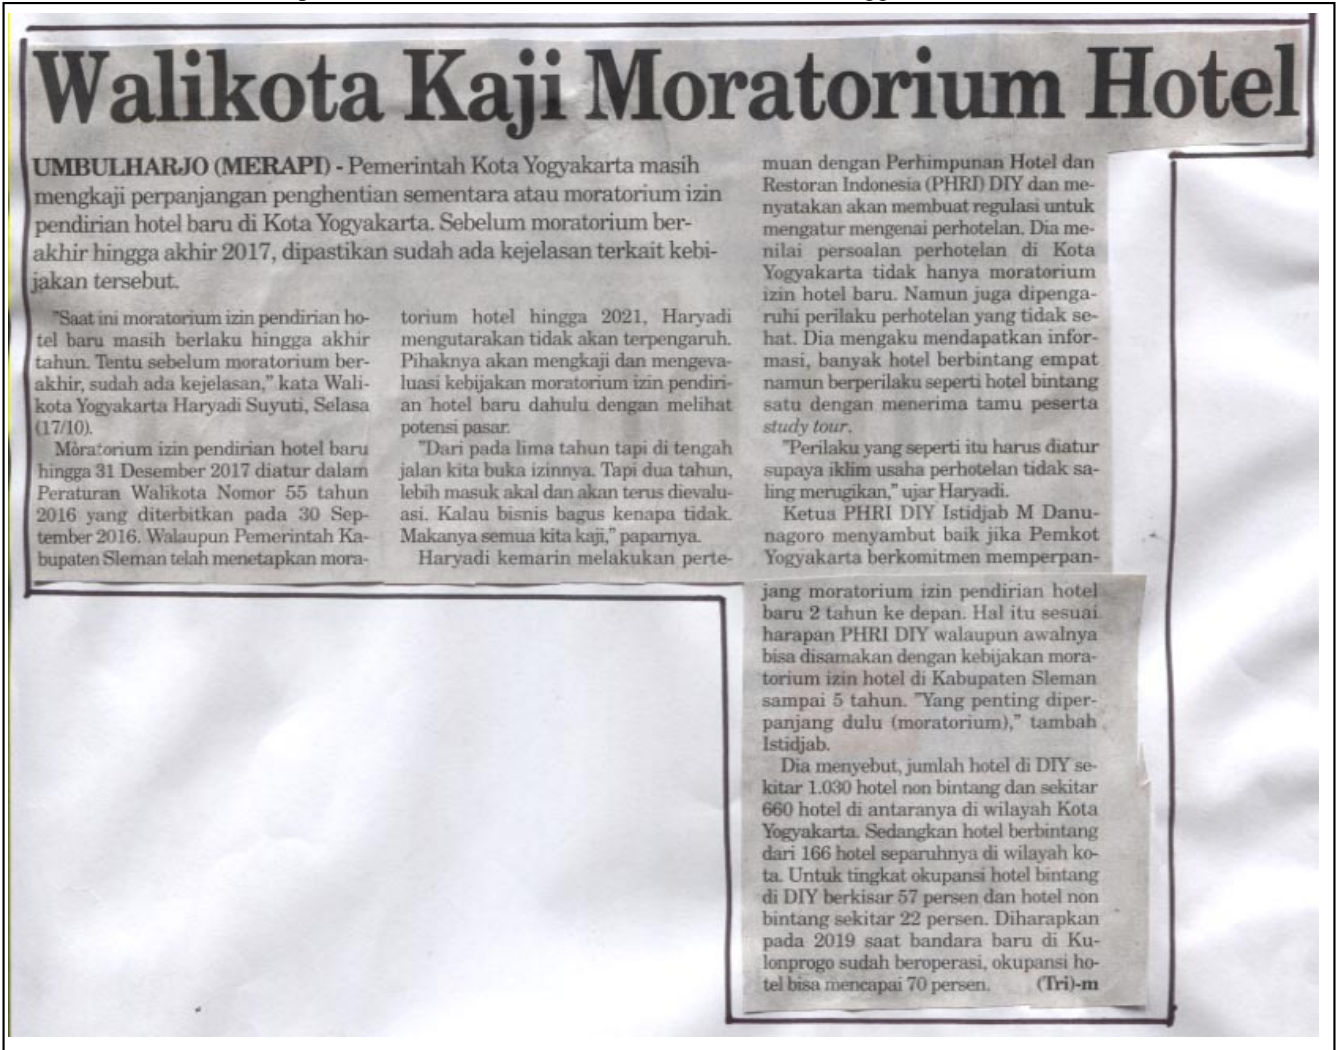 Walikota Kaji Moratorium Hotel
UMBULHARJO (MERAPI) - Pemerintah Kota Yogyakarta masih
mengkaji perpanjangan penghentian sementara atau moratorium izin
pendirian hotel baru di Kota Yogyakarta. Sebelum moratorium ber-
akhir hingga akhir 2017, dipastikan sudah ada kejelasan terkait kebi-
jakan tersebut.
"Saat ini moratorium izin pendirian ho-
tel baru masih berlaku hingga akhir
tahun. Tentu sebelum moratorium ber-
akhir, sudah ada kejelasan," kata Wali-
kota Yogyakarta Haryadi Suyuti, Selasa
(17/10).
Moratorium izin pendirian hotel baru
hingga 31 Desember 2017 diatur dalam
Peraturan Walikota Nomor 55 tahun
2016 yang diterbitkan pada 30 Sep-
tember 2016. Walaupun Pemerintah Ka-
bupaten Sleman telah menetapkan mora-
torium hotel hingga 2021, Haryadi
mengutarakan tidak akan terpengaruh.
Pihaknya akan mengkaji dan mengeva-
luasi kebijakan moratorium izin pendiri-
an hotel baru dahulu dengan melihat
potensi pasar.
"Dari pada lima tahun tapi di tengah
jalan kita buka izinnya. Tapi dua tahun,
lebih masuk akal dan akan terus dievalu-
asi. Kalau bisnis bagus kenapa tidak.
Makanya semua kita kaji," paparnya.
Haryadi kemarin melakukan perte-
muan dengan Perhimpunan Hotel dan
Restoran Indonesia (PHRI) DIY dan me-
nyatakan akan membuat regulasi untuk
mengatur mengenai perhotelan. Dia me-
nilai persoalan perhotelan di Kota
Yogyakarta tidak hanya moratorium
izin hotel baru. Namun juga dipenga-
ruhi perilaku perhotelan yang tidak se-
hat. Dia mengaku mendapatkan infor-
masi, banyak hotel berbintang empat
namun berperilaku seperti hotel bintang
satu dengan menerima tamu peserta
study tour.
"Perilaku yang seperti itu harus diatur
supaya iklim usaha perhotelan tidak sa-
ling merugikan," ujar Haryadi.
Ketua PHRI DIY Istidjab M Danu-
nagoro menyambut baik jika Pemkot
Yogyakarta berkomitmen memperpan-
jang moratorium izin pendirian hotel
baru 2 tahun ke depan. Hal itu sesuai
harapan PHRI DIY walaupun awalnya
bisa disamakan dengan kebijakan mora-
torium izin hotel di Kabupaten Sleman
sampai 5 tahun. "Yang penting diper-
panjang dulu (moratorium)," tambah
Istidjab.
Dia menyebut, jumlah hotel di DIY se-
kitar 1.030 hotel non bintang dan sekitar
660 hotel di antaranya di wilayah Kota
Yogyakarta. Sedangkan hotel berbintang
dari 166 hotel separuhnya di wilayah ko-
ta. Untuk tingkat okupansi hotel bintang
di DIY berkisar 57 persen dan hotel non
bintang sekitar 22 persen. Diharapkan
pada 2019 saat bandara baru di Ku-
lonprogo sudah beroperasi, okupansi ho-
tel bisa mencapai 70 persen. (Tri)-m